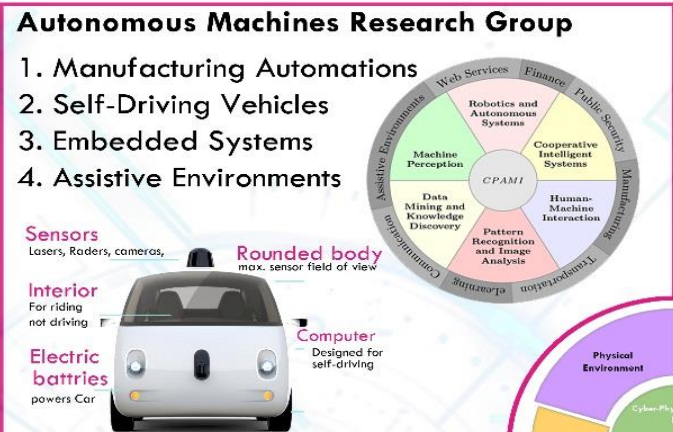 Autonomous Machines Research Group
1. Manufacturing Automations
2. Self-Driving Vehicles
3. Embedded Systems
4. Assistive Environments
Web Services
Finance
Public Security
Manufacturing
Transportation
eLearning
Communication
Assistive Environments
Robotics and
Autonomous
Systems
Cooperative
Intelligent
Systems
Human-
Machine
Interaction
Pattern
Recognition
and Image
Analysis
Data
Mining and
Knowledge
Discovery
Machine
Perception
CPAMI
Sensors
Lasers, Raders, cameras,
Rounded body
max. sensor field of view
Interior
For riding
not driving
Computer
Designed for
self-driving
Electric
battries
powers Car
Physical
Environment
Cyber-Phy